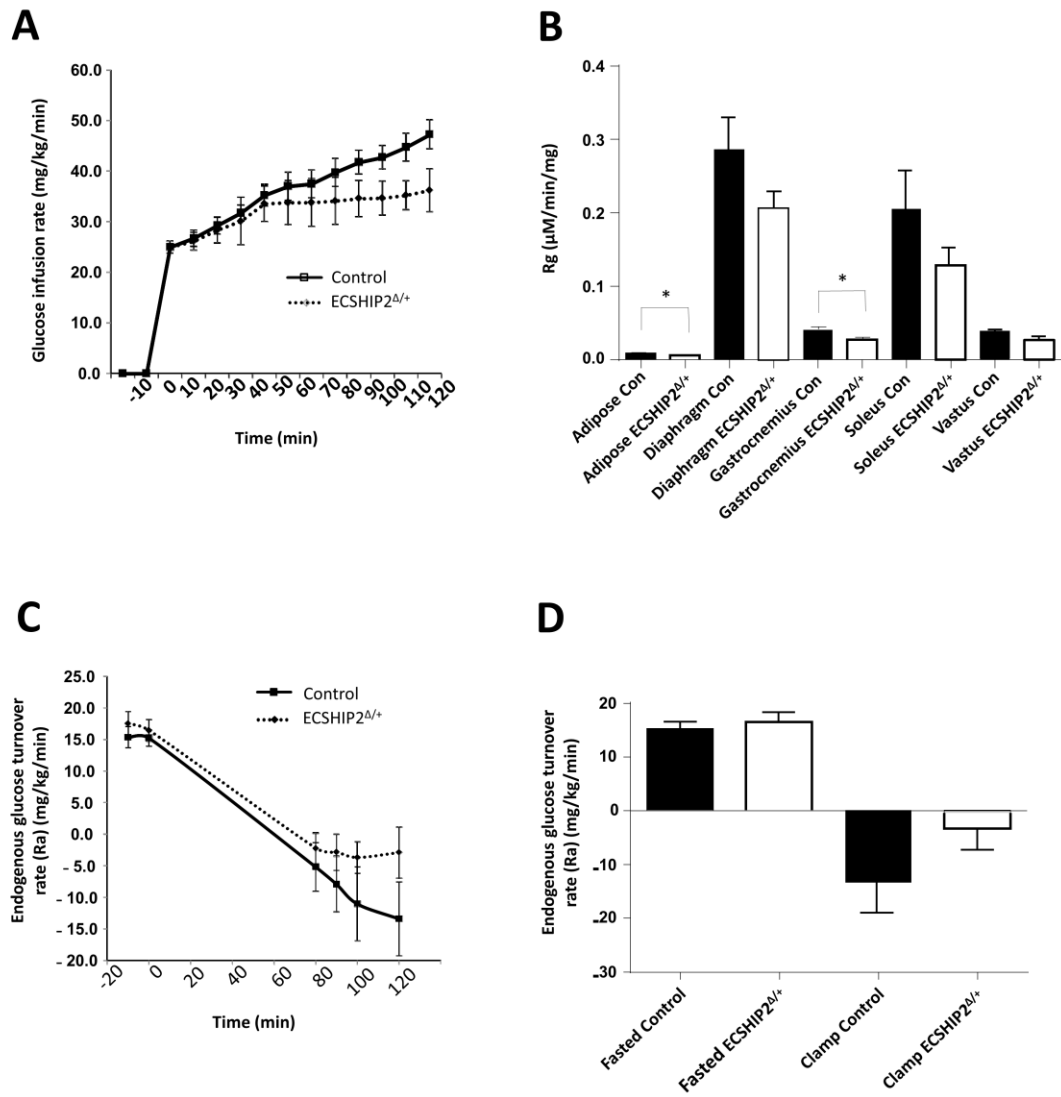 A
60.0
50.0
40.0
30.0
20.0
10.0
0.0
Glucose infusion rate (mg/kg/min)
Control
ECSHIP2Δ/+
-10 0 10 20 30 40 50 60 70 80 90 100 110 120
Time (min)
B
0.4
0.3
0.2
0.1
0.0
Rg (µM/min/mg)
*
*
Adipose Con
Adipose ECSHIP2Δ/+
Diaphragm Con
Diaphragm ECSHIP2Δ/+
Gastrocnemius Con
Gastrocnemius ECSHIP2Δ/+
Soleus Con
Soleus ECSHIP2Δ/+
Vastus Con
Vastus ECSHIP2Δ/+
C
25.0
20.0
15.0
10.0
5.0
0.0
- 5.0
- 10.0
- 15.0
- 20.0
Endogenous glucose turnover
rate (Ra) (mg/kg/min)
Control
ECSHIP2Δ/+
-20 0 20 40 60 80 100 120
Time (min)
D
20
10
0
-10
-20
-30
Endogenous glucose turnover
rate (Ra) (mg/kg/min)
Fasted Control
Fasted ECSHIP2Δ/+
Clamp Control
Clamp ECSHIP2Δ/+